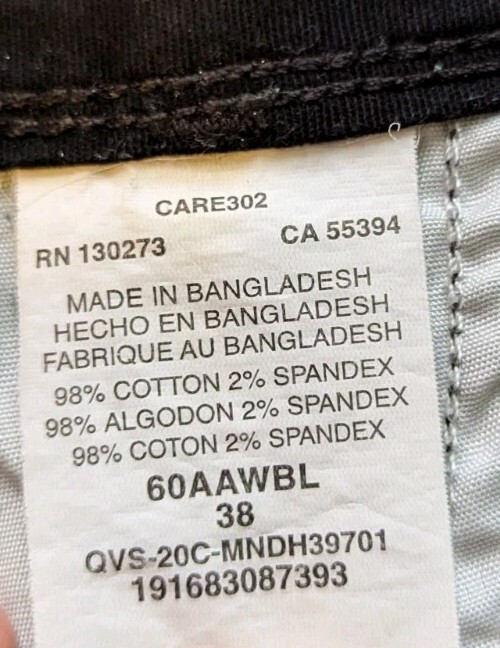 CARE302
RN 130273 CA 55394
MADE IN BANGLADESH
HECHO EN BANGLADESH
FABRIQUE AU BANGLADESH
98% COTTON 2% SPANDEX
98% ALGODON 2% SPANDEX
98% COTON 2% SPANDEX
60AAWBL
38
QVS-20C-MNDH39701
191683087393